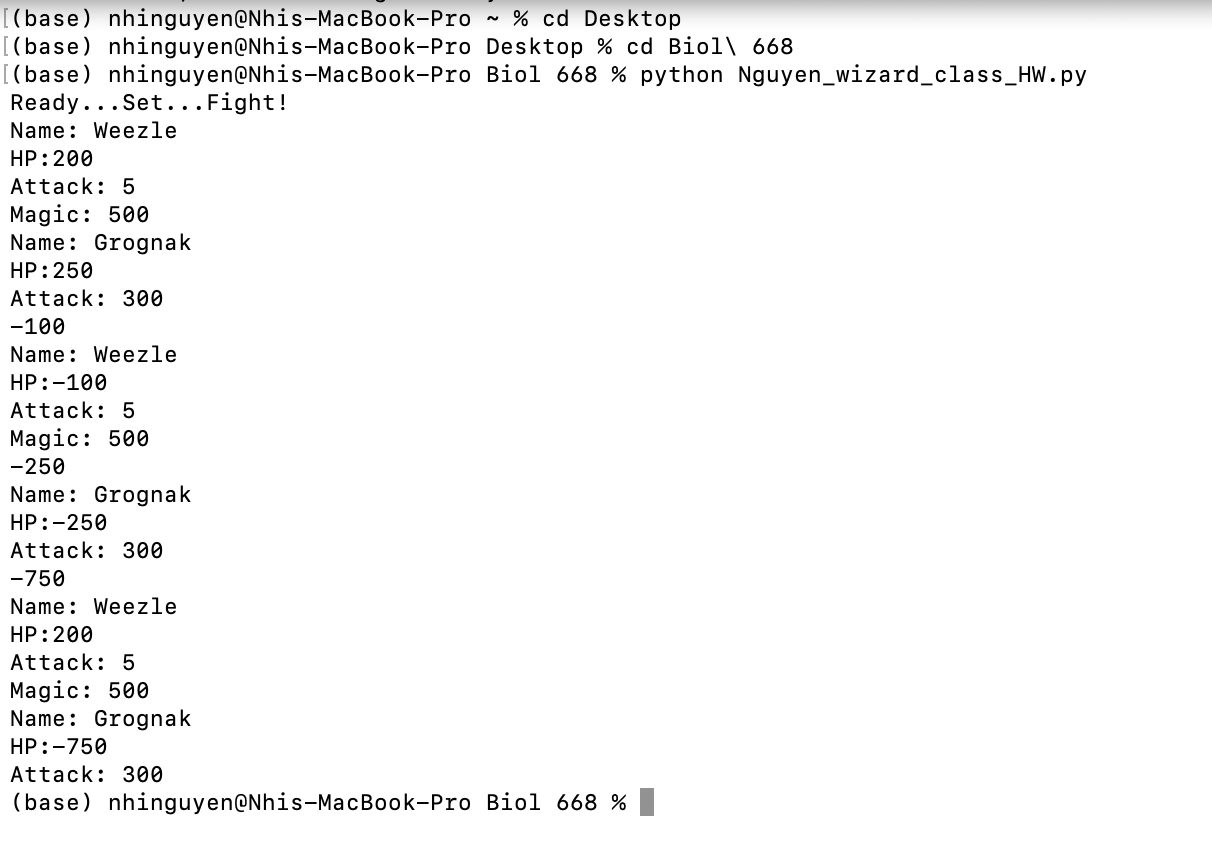 [(base) nhinguyen@Nhis-MacBook-Pro ~ % cd Desktop
[(base) nhinguyen@Nhis-MacBook-Pro Desktop % cd Biol\ 668
[(base) nhinguyen@Nhis-MacBook-Pro Biol 668 % python Nguyen_wizard_class_HW.py
Ready...Set...Fight!
Name: Weezle
HP:200
Attack: 5
Magic: 500
Name: Grognak
HP:250
Attack: 300
-100
Name: Weezle
HP:-100
Attack: 5
Magic: 500
-250
Name: Grognak
HP:-250
Attack: 300
-750
Name: Weezle
HP:200
Attack: 5
Magic: 500
Name: Grognak
HP:-750
Attack: 300
(base) nhinguyen@Nhis-MacBook-Pro Biol 668 %